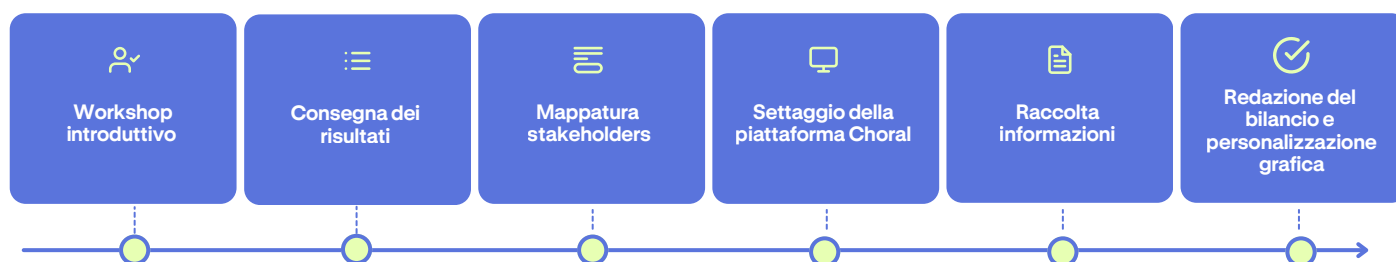 Workshop
introduttivo
Consegna dei
risultati
Mappatura
stakeholders
Settaggio della
piattaforma Choral
Raccolta
informazioni
Redazione del
bilancio e
personalizzazione
grafica